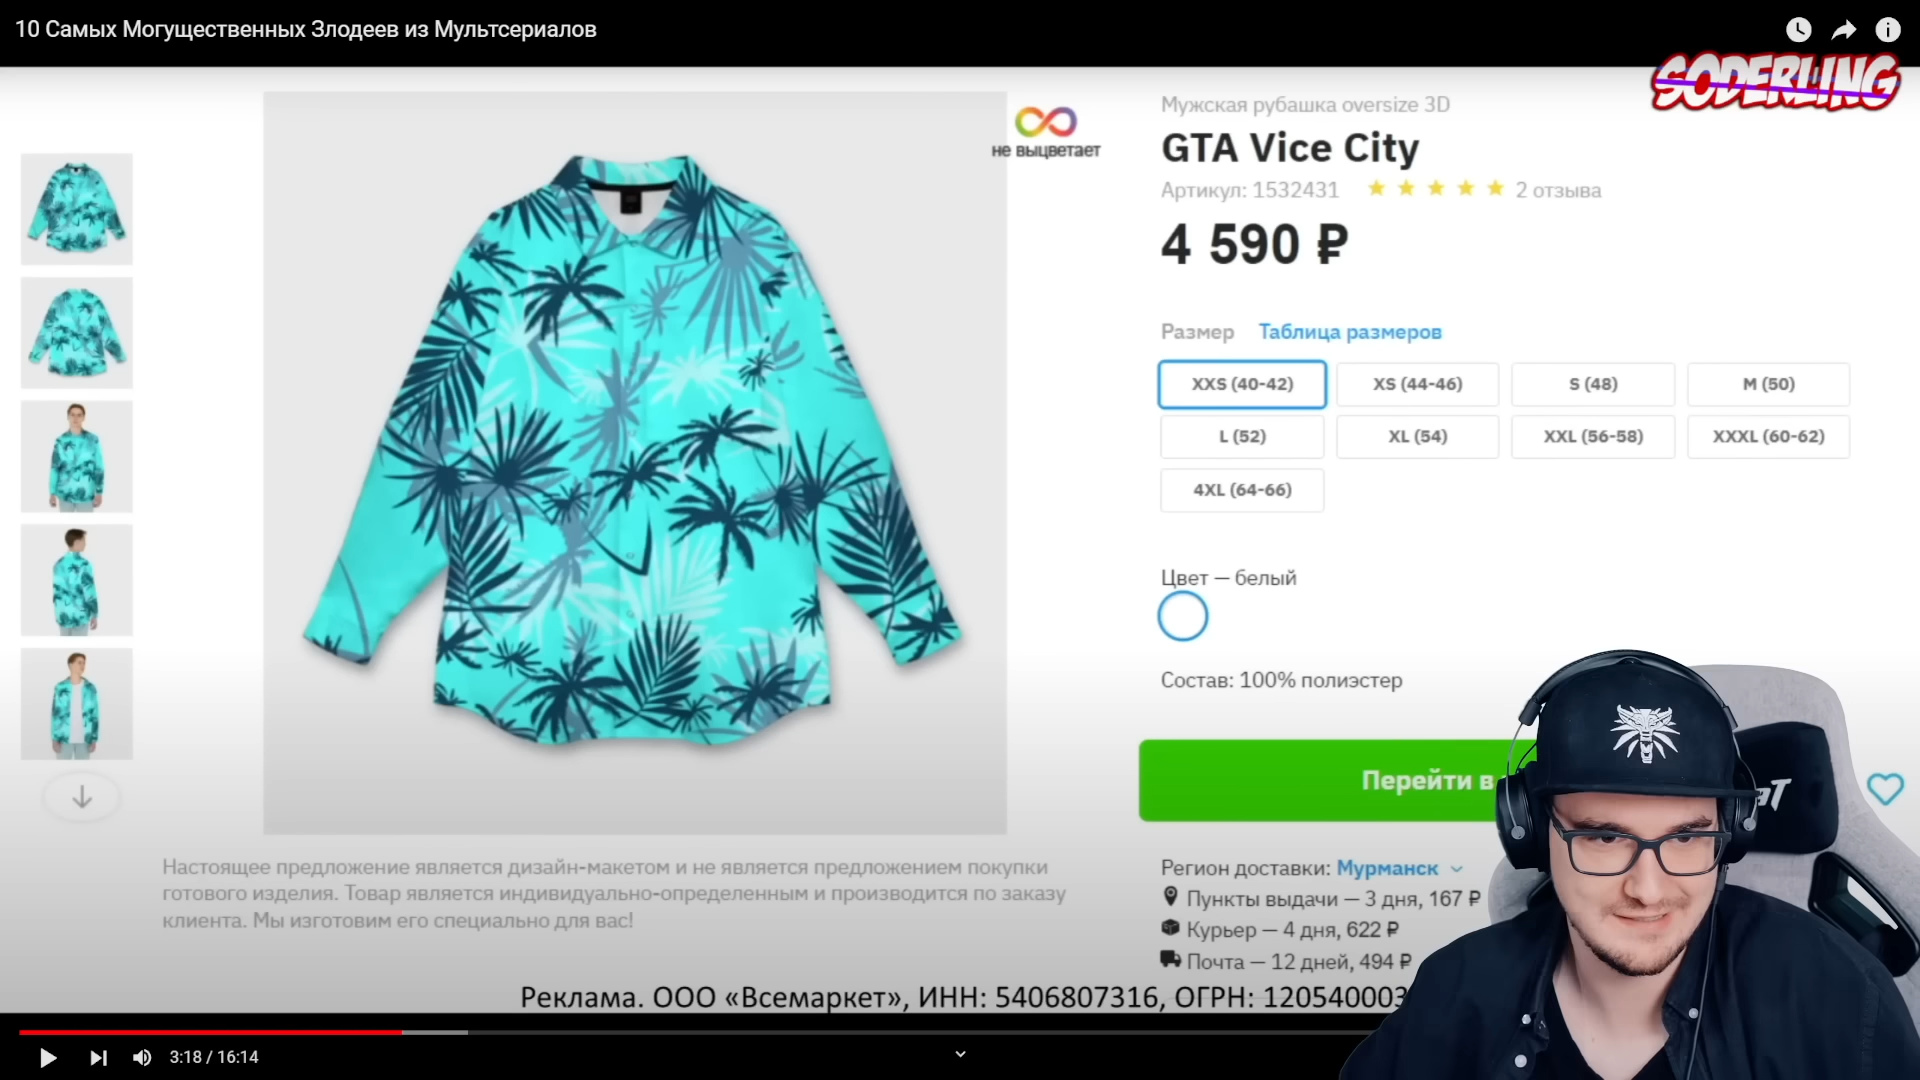 10 Самых Могущественных Злодеев из Мультсериалов
SODERLING
не выцветает
Мужская рубашка oversize 3D
GTA Vice City
Артикул: 1532431 2 отзыва
4 590 ₽
Размер Таблица размеров
XXS (40-42) XS (44-46) S (48) M (50)
L (52) XL (54) XXL (56-58) XXXL (60-62)
4XL (64-66)
Цвет — белый
Состав: 100% полиэстер
Перейти в
Регион доставки: Мурманск
Пункты выдачи — 3 дня, 167 ₽
Курьер — 4 дня, 622 ₽
Почта — 12 дней, 494 ₽
Настоящее предложение является дизайн-макетом и не является предложением покупки
готового изделия. Товар является индивидуально-определенным и производится по заказу
клиента. Мы изготовим его специально для вас!
Реклама. ООО «Всемаркет», ИНН: 5406807316, ОГРН: 120540003
3:18 / 16:14